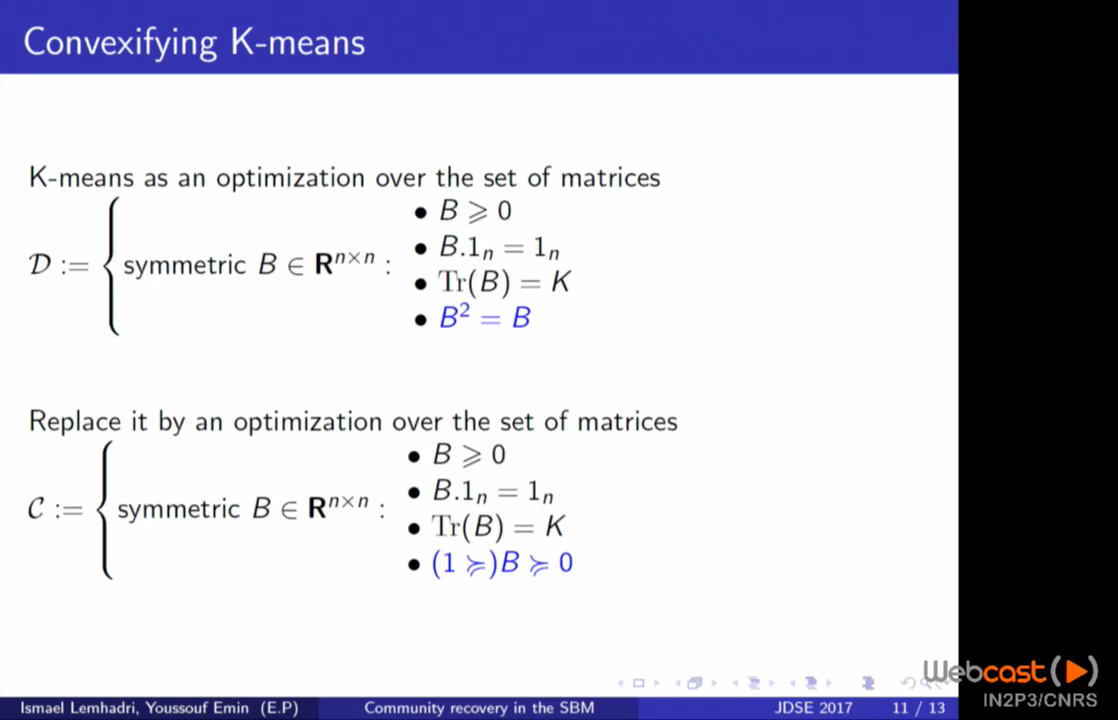 Convexifying K-means
K-means as an optimization over the set of matrices
𝒟 := { symmetric B ∈ R^{n×n} :
• B ⩾ 0
• B.1_n = 1_n
• Tr(B) = K
• B² = B
Replace it by an optimization over the set of matrices
𝒞 := { symmetric B ∈ R^{n×n} :
• B ⩾ 0
• B.1_n = 1_n
• Tr(B) = K
• (1 ≽)B ≽ 0
Webcast
IN2P3/CNRS
Ismael Lemhadri, Youssouf Emin (E.P) Community recovery in the SBM JDSE 2017 11 / 13